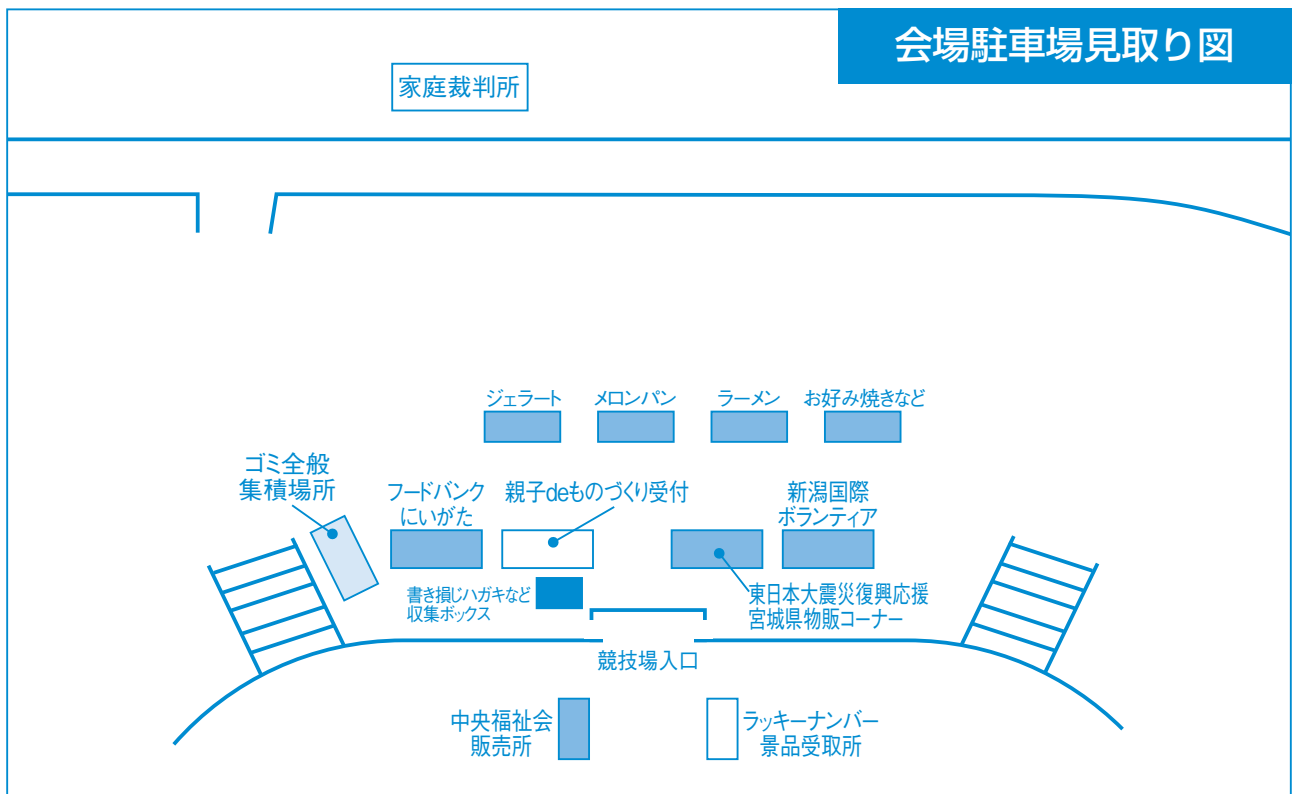 会場駐車場見取り図
家庭裁判所
ジェラート
メロンパン
ラーメン
お好み焼きなど
ゴミ全般
集積場所
フードバンク
にいがた
親子deものづくり受付
新潟国際
ボランティア
書き損じハガキなど
収集ボックス
東日本大震災復興応援
宮城県物販コーナー
競技場入口
中央福祉会
販売所
ラッキーナンバー
景品受取所